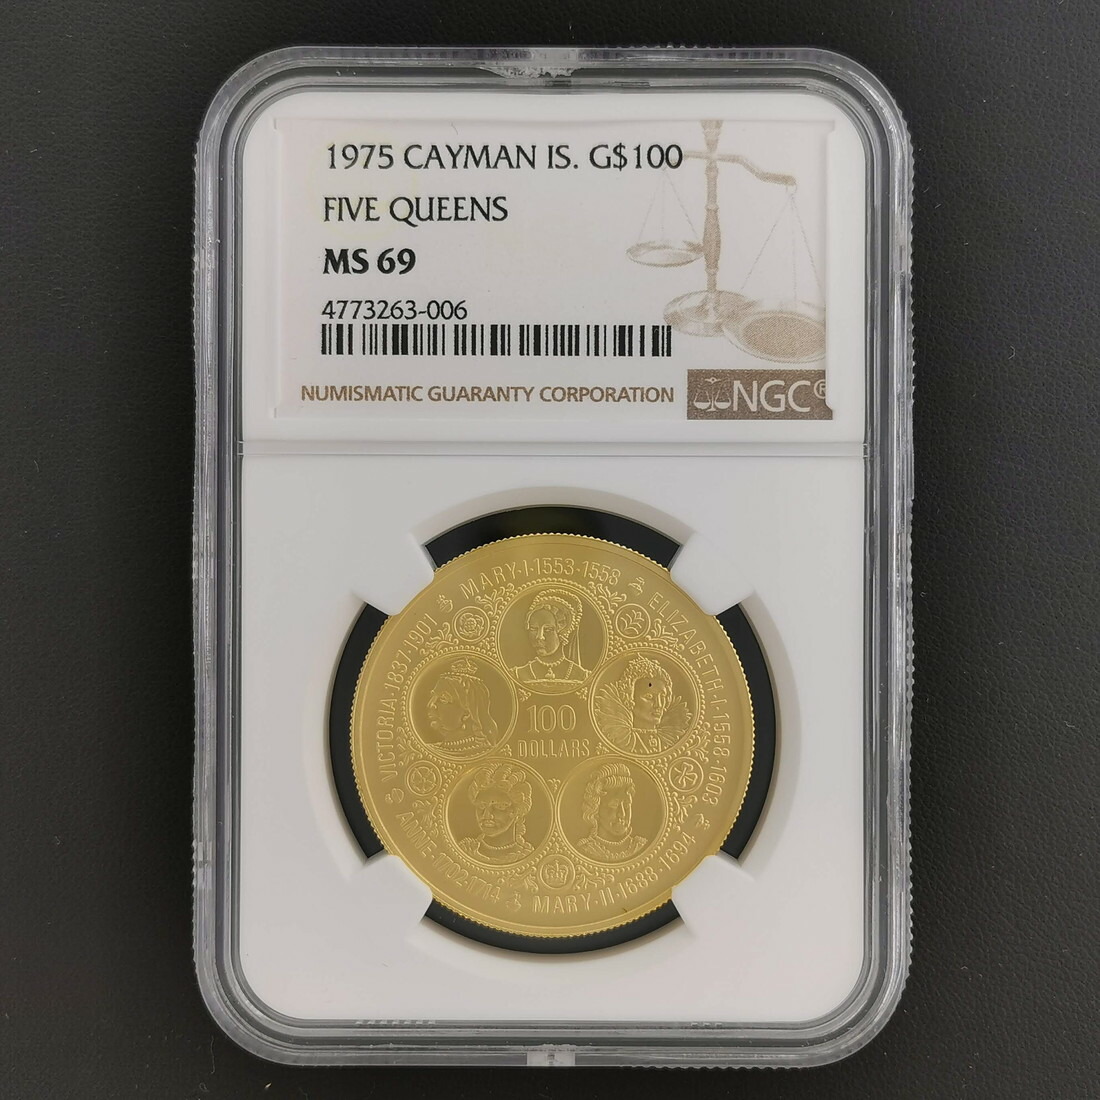 1975 CAYMAN IS. G$100
FIVE QUEENS
MS 69
4773263-006
NUMISMATIC GUARANTY CORPORATION
NGC®
MARY·I·1553·1558
ELIZABETH·I·1558·1603
MARY·II·1688·1894
ANNE·1702·1714
VICTORIA·1837·1901
100
DOLLARS